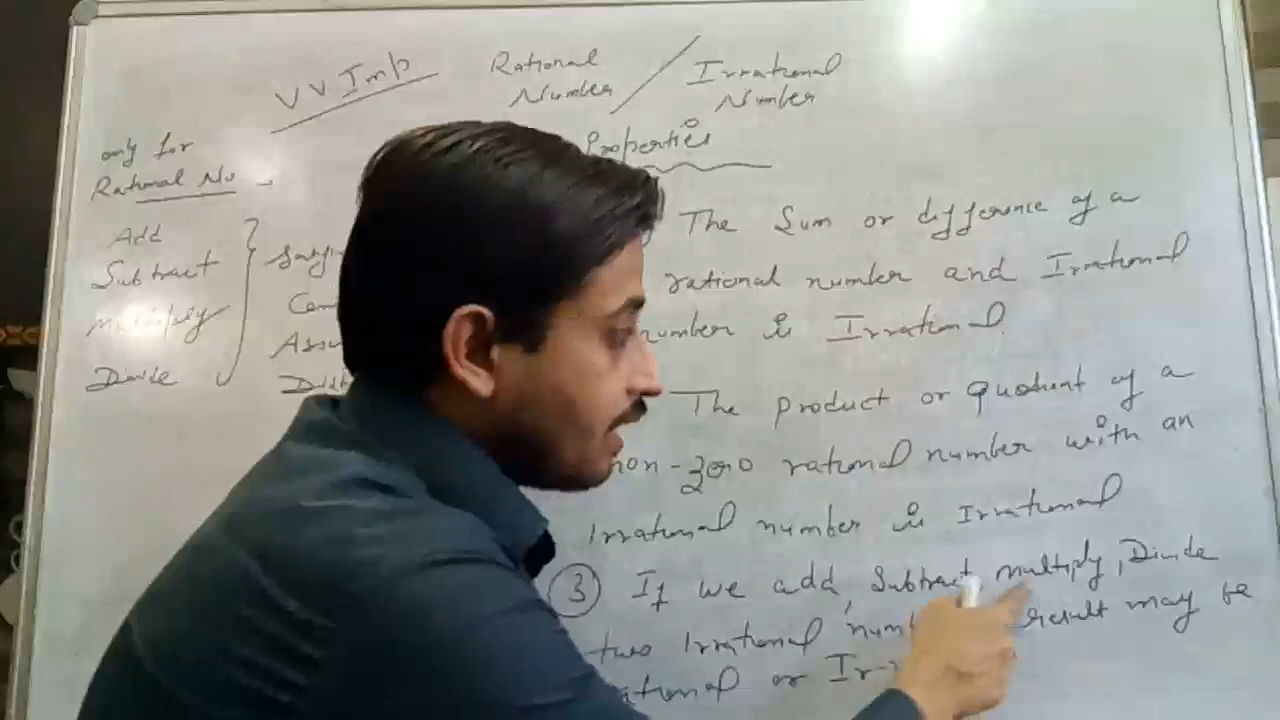 VV Imp
Rational Number / Irrational Number
Properties
only for
Rational No -
Add
Subtract
Multiply
Divide
The Sum or difference of a
rational number and Irrational
number is Irrational.
The product or quotient of a
non-zero rational number with an
Irrational number is Irrational
③ If we add, Subtract, multiply, Divide
two Irrational result may be
or